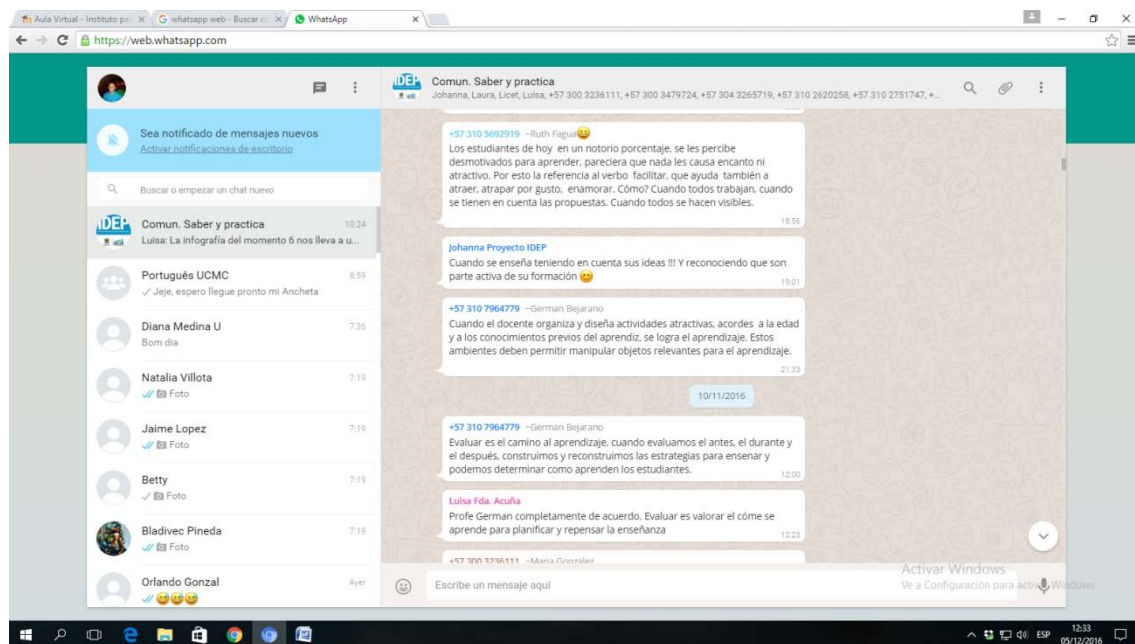 Aula Virtual - Instituto pa
whatsapp web - Buscar c
WhatsApp
https://web.whatsapp.com
IDEP
Comun. Saber y practica
Johanna, Laura, Licet, Luisa, +57 300 3236111, +57 300 3479724, +57 304 3265719, +57 310 2620258, +57 310 2751747, +...
Sea notificado de mensajes nuevos
Activar notificaciones de escritorio
Buscar o empezar un chat nuevo
IDEP
Comun. Saber y practica
10:24
Luisa: La infografía del momento 6 nos lleva a u...
Português UCMC
8:59
Jeje, espero llegue pronto mi Ancheta
Diana Medina U
7:36
Bom dia
Natalia Villota
7:19
Foto
Jaime Lopez
7:19
Foto
Betty
7:19
Foto
Bladivec Pineda
7:19
Foto
Orlando Gonzal
Ayer
+57 310 5692919 ~Ruth Fagua
Los estudiantes de hoy en un notorio porcentaje, se les percibe
desmotivados para aprender, pareciera que nada les causa encanto ni
atractivo. Por esto la referencia al verbo facilitar, que ayuda también a
atraer, atrapar por gusto, enamorar. Cómo? Cuando todos trabajan, cuando
se tienen en cuenta las propuestas. Cuando todos se hacen visibles.
18:56
Johanna Proyecto IDEP
Cuando se enseña teniendo en cuenta sus ideas !!! Y reconociendo que son
parte activa de su formación
19:01
+57 310 7964779 ~German Bejarano
Cuando el docente organiza y diseña actividades atractivas, acordes a la edad
y a los conocimientos previos del aprendiz, se logra el aprendizaje. Estos
ambientes deben permitir manipular objetos relevantes para el aprendizaje.
21:33
10/11/2016
+57 310 7964779 ~German Bejarano
Evaluar es el camino al aprendizaje, cuando evaluamos el antes, el durante y
el después, construimos y reconstruimos las estrategias para ensenar y
podemos determinar como aprenden los estudiantes.
12:00
Luisa Fda. Acuña
Profe German completamente de acuerdo. Evaluar es valorar el cóme se
aprende para planificar y repensar la enseñanza
12:23
+57 300 3236111 ~Maria Gonzalez
Escribe un mensaje aquí
Activar Windows
Ve a Configuración para activar Windows.
ESP
12:33
05/12/2016